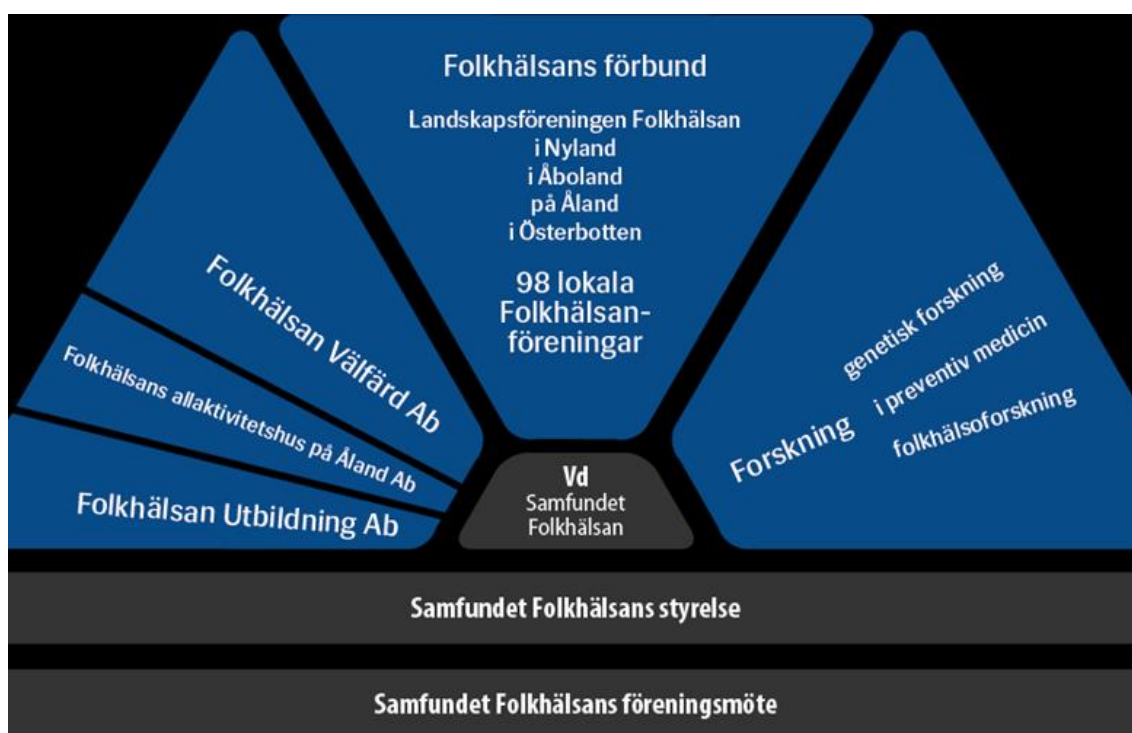 Folkhälsans förbund
Landskapsföreningen Folkhälsan
i Nyland
i Åboland
på Åland
i Österbotten
98 lokala
Folkhälsan-
föreningar
Folkhälsan Välfärd Ab
Folkhälsans allaktivitetshus på Åland Ab
Folkhälsan Utbildning Ab
Vd
Samfundet
Folkhälsan
Forskning
genetisk forskning
i preventiv medicin
folkhälsoforskning
Samfundet Folkhälsans styrelse
Samfundet Folkhälsans föreningsmöte